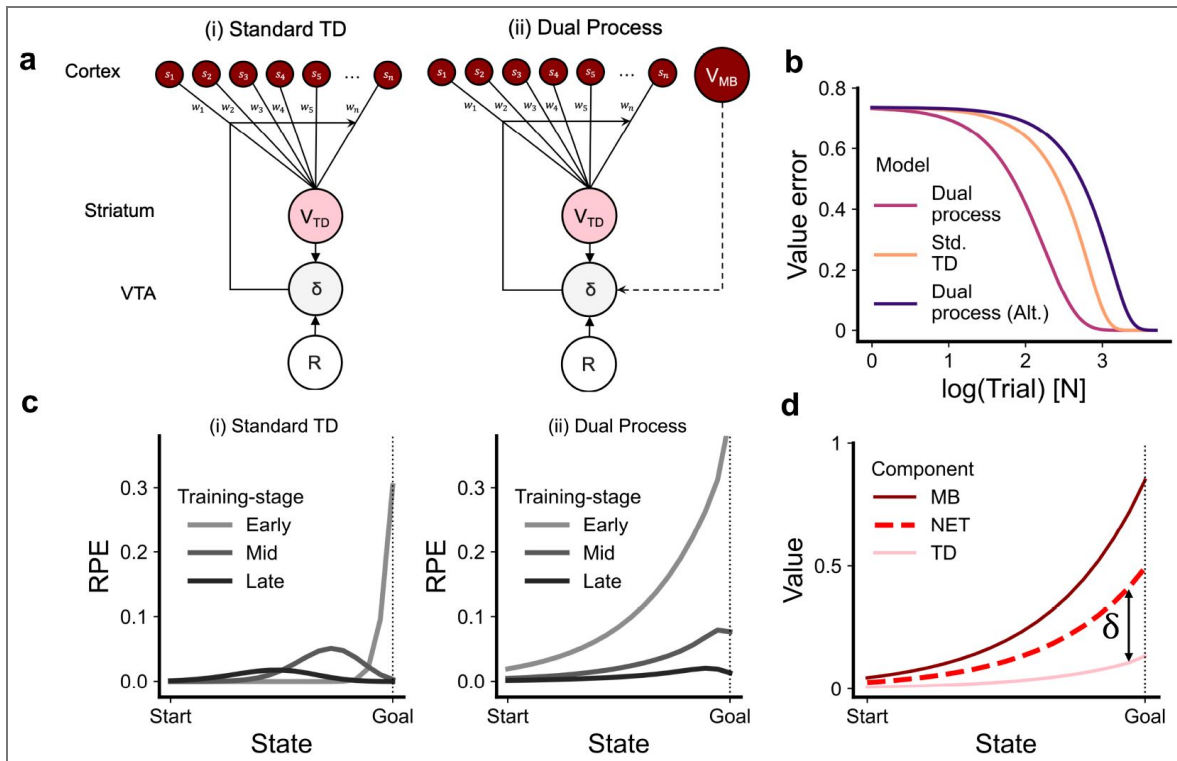 a
(i) Standard TD
(ii) Dual Process
Cortex
s1 s2 s3 s4 s5 ... sn
w1 w2 w3 w4 w5 wn
s1 s2 s3 s4 s5 ... sn
VMB
w1 w2 w3 w4 w5 wn
Striatum
VTD
VTD
VTA
δ
δ
R
R
b
Value error
0.8
0.6
0.4
0.2
0
Model
Dual
process
Std.
TD
Dual
process (Alt.)
0 1 2 3
log(Trial) [N]
c
(i) Standard TD
RPE
0.3
0.2
0.1
0.0
Training-stage
Early
Mid
Late
Start Goal
State
(ii) Dual Process
RPE
0.3
0.2
0.1
0.0
Training-stage
Early
Mid
Late
Start Goal
State
d
Value
1
0.5
0
Component
MB
NET
TD
δ
Start Goal
State